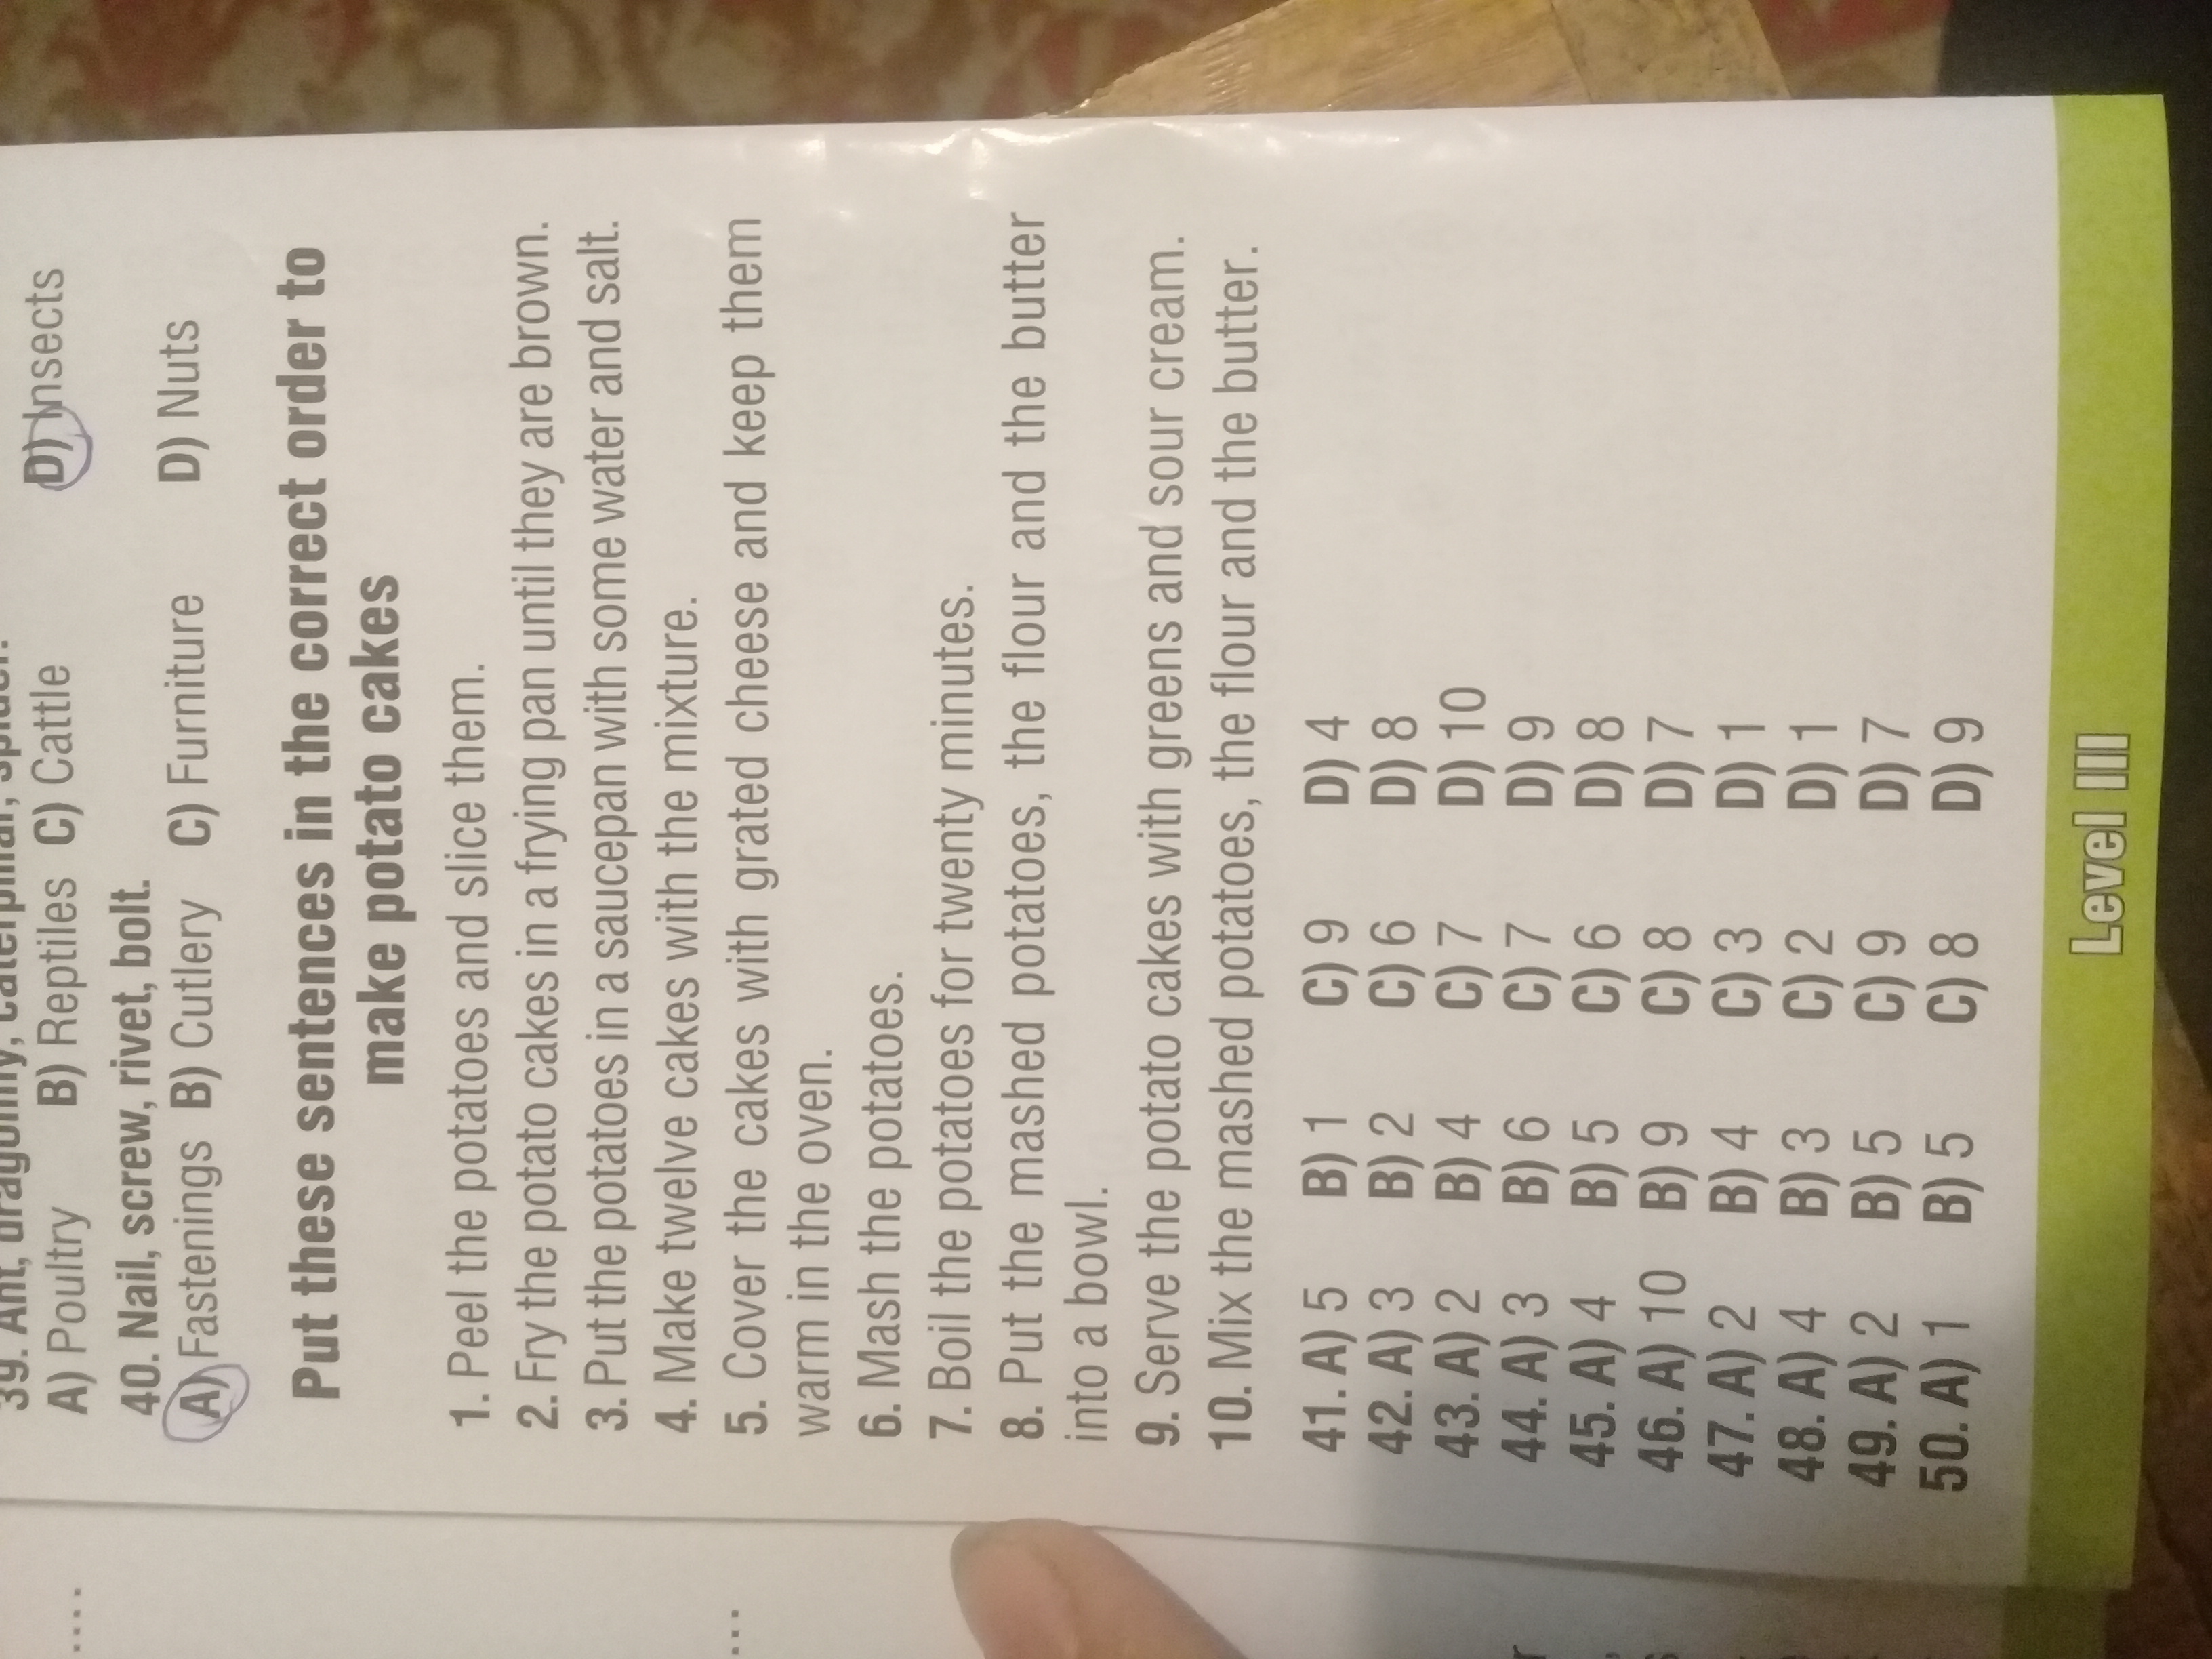 39. Ant, dragonfly, caterpillar, spider.
A) Poultry B) Reptiles C) Cattle D) Insects
40. Nail, screw, rivet, bolt.
A) Fastenings B) Cutlery C) Furniture D) Nuts
Put these sentences in the correct order to
make potato cakes
1. Peel the potatoes and slice them.
2. Fry the potato cakes in a frying pan until they are brown.
3. Put the potatoes in a saucepan with some water and salt.
4. Make twelve cakes with the mixture.
5. Cover the cakes with grated cheese and keep them
warm in the oven.
6. Mash the potatoes.
7. Boil the potatoes for twenty minutes.
8. Put the mashed potatoes, the flour and the butter
into a bowl.
9. Serve the potato cakes with greens and sour cream.
10. Mix the mashed potatoes, the flour and the butter.
41. A) 5 B) 1 C) 9 D) 4
42. A) 3 B) 2 C) 6 D) 8
43. A) 2 B) 4 C) 7 D) 10
44. A) 3 B) 6 C) 7 D) 9
45. A) 4 B) 5 C) 6 D) 8
46. A) 10 B) 9 C) 8 D) 7
47. A) 2 B) 4 C) 3 D) 1
48. A) 4 B) 3 C) 2 D) 1
49. A) 2 B) 5 C) 9 D) 7
50. A) 1 B) 5 C) 8 D) 9
Level III